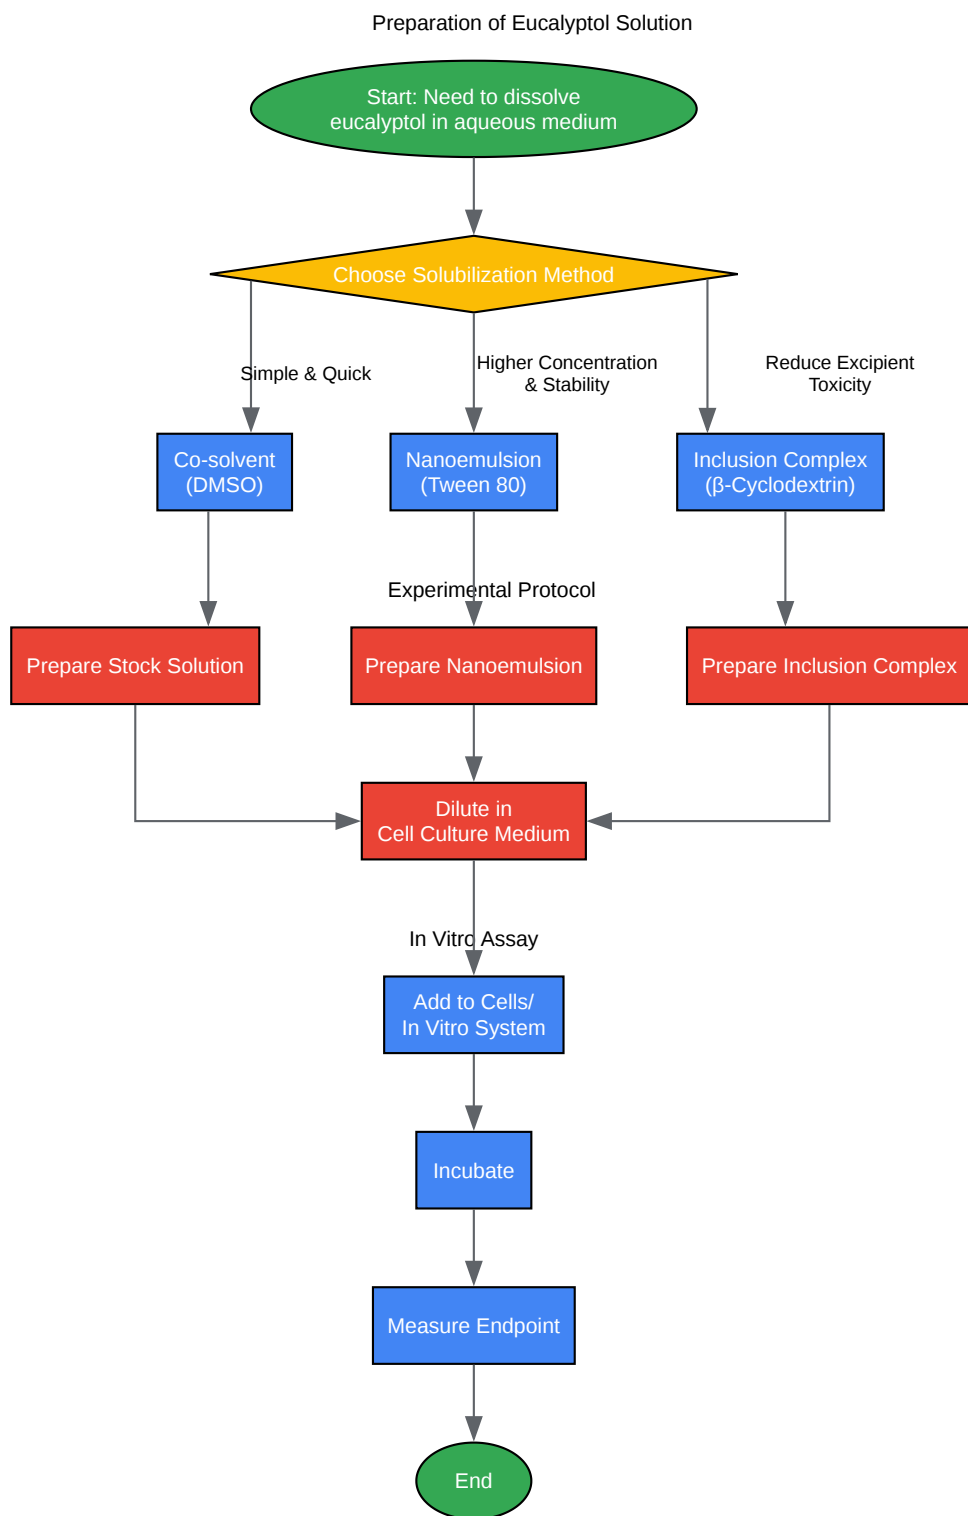 Preparation of Eucalyptol Solution
Start: Need to dissolve
eucalyptol in aqueous medium
Choose Solubilization Method
Simple & Quick
Higher Concentration
& Stability
Reduce Excipient
Toxicity
Co-solvent
(DMSO)
Nanoemulsion
(Tween 80)
Inclusion Complex
(β-Cyclodextrin)
Experimental Protocol
Prepare Stock Solution
Prepare Nanoemulsion
Prepare Inclusion Complex
Dilute in
Cell Culture Medium
In Vitro Assay
Add to Cells/
In Vitro System
Incubate
Measure Endpoint
End